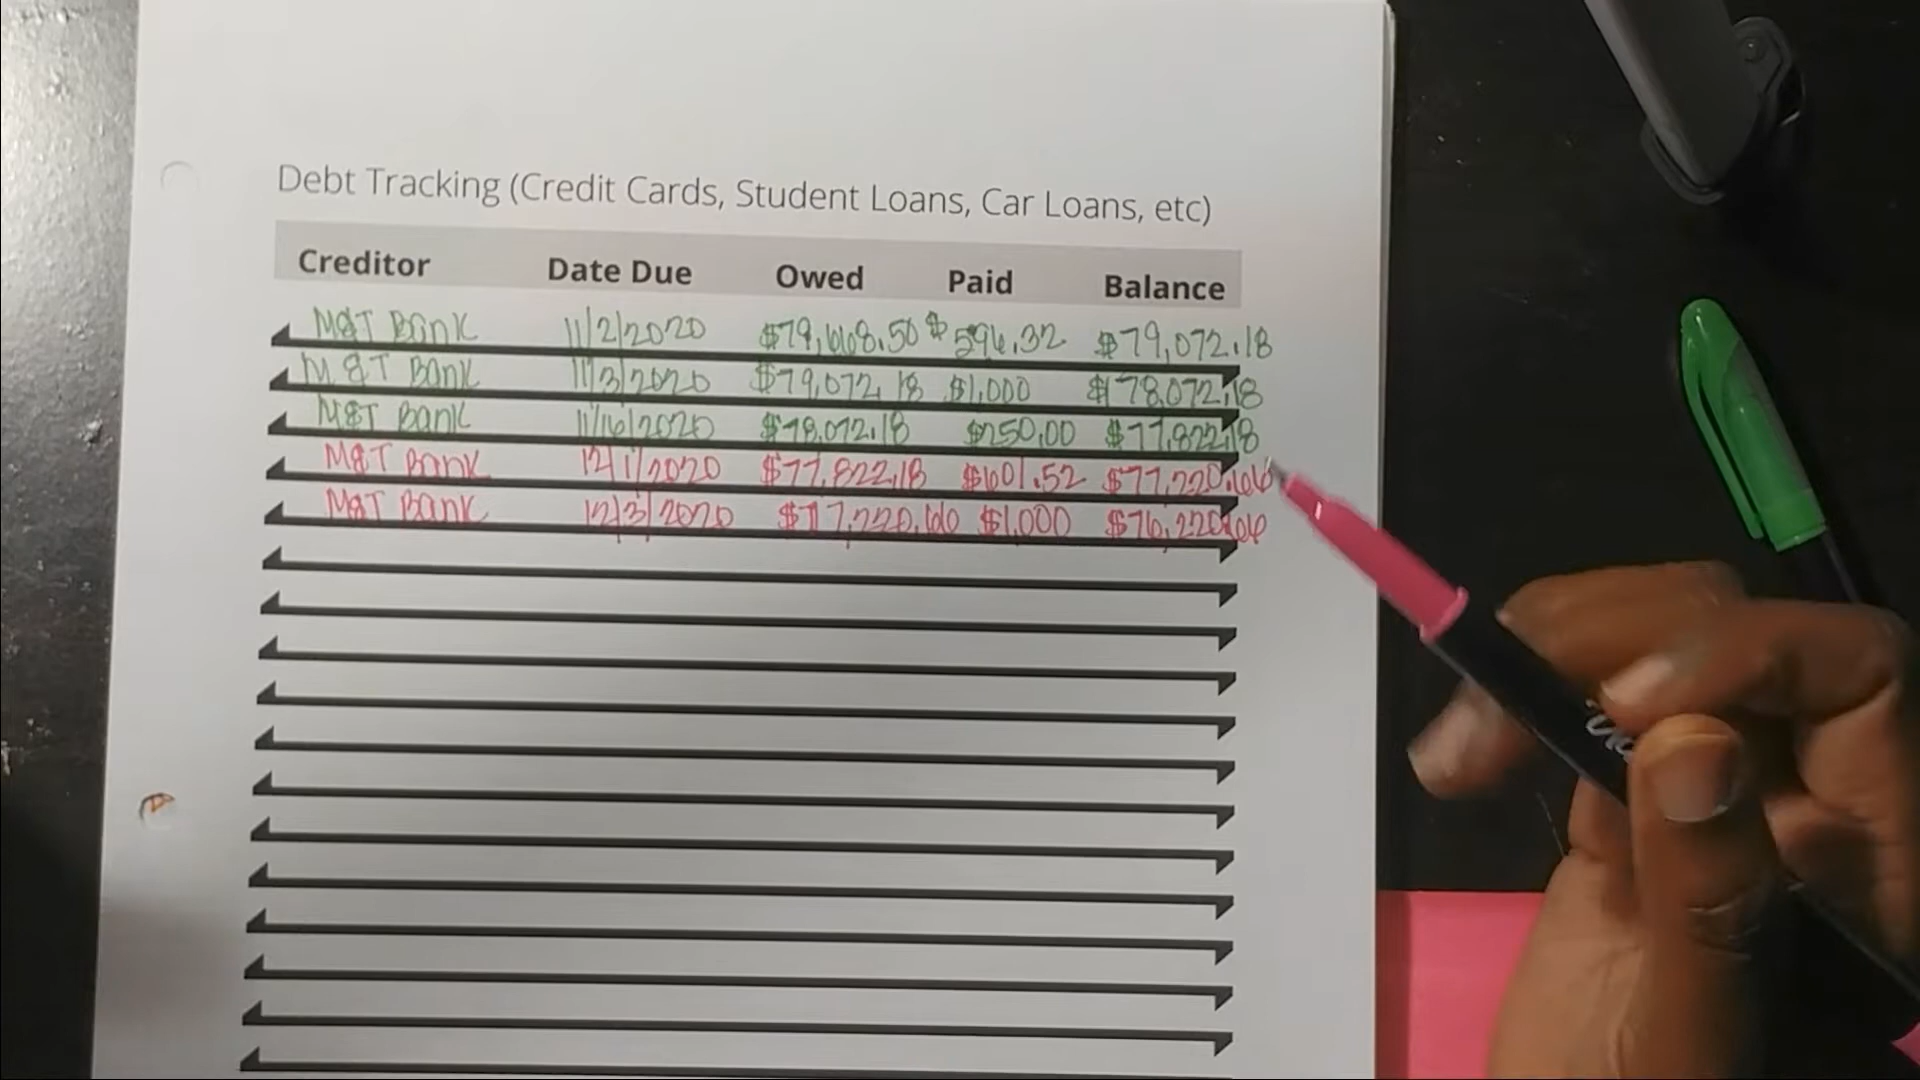 Debt Tracking (Credit Cards, Student Loans, Car Loans, etc)
Creditor Date Due Owed Paid Balance
M&T Bank 11/2/2020 $79,668.50 $596.32 $79,072.18
M&T Bank 11/3/2020 $79,072.18 $1,000 $78,072.18
M&T Bank 11/16/2020 $78,072.18 $250.00 $77,822.18
M&T Bank 12/1/2020 $77,822.18 $601.52 $77,220.66
M&T Bank 12/3/2020 $77,220.66 $1,000 $76,220.66